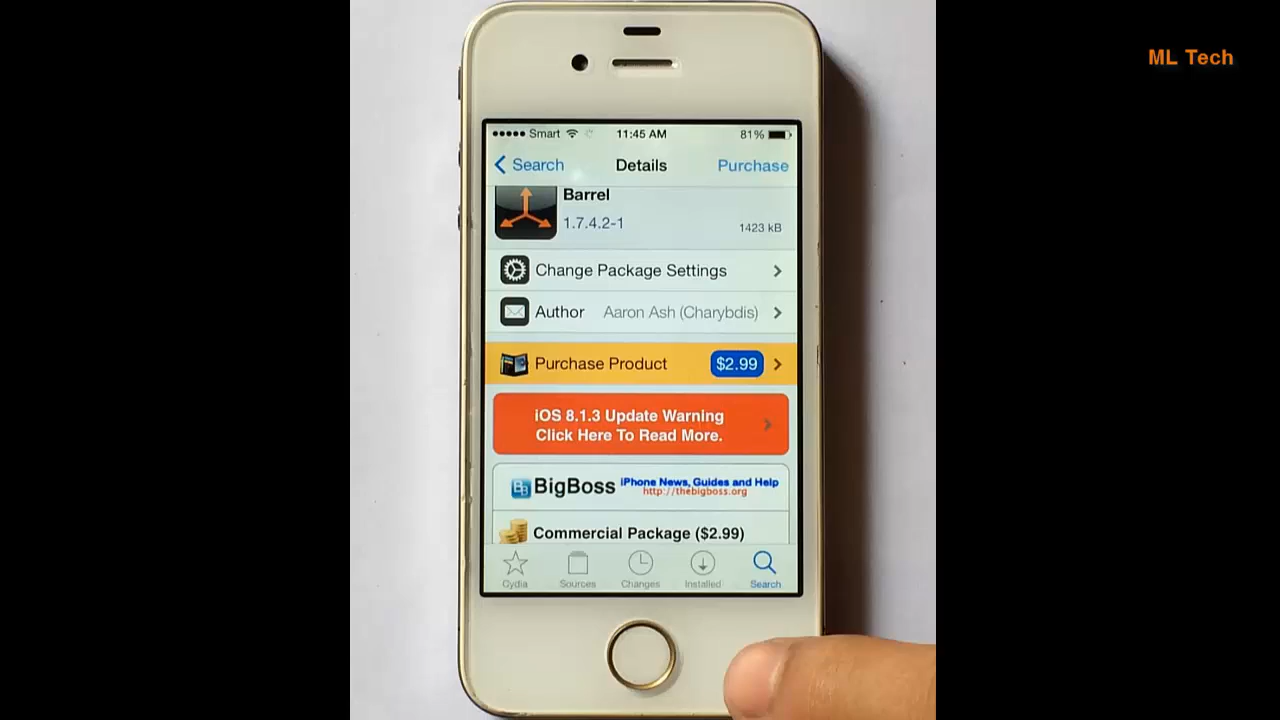 ML Tech
Smart 11:45 AM 81%
Search Details Purchase
Barrel
1.7.4.2-1 1423 kB
Change Package Settings
Author Aaron Ash (Charybdis)
Purchase Product $2.99
iOS 8.1.3 Update Warning
Click Here To Read More.
BB BigBoss iPhone News, Guides and Help
http://thebigboss.org
Commercial Package ($2.99)
Cydia Sources Changes Installed Search